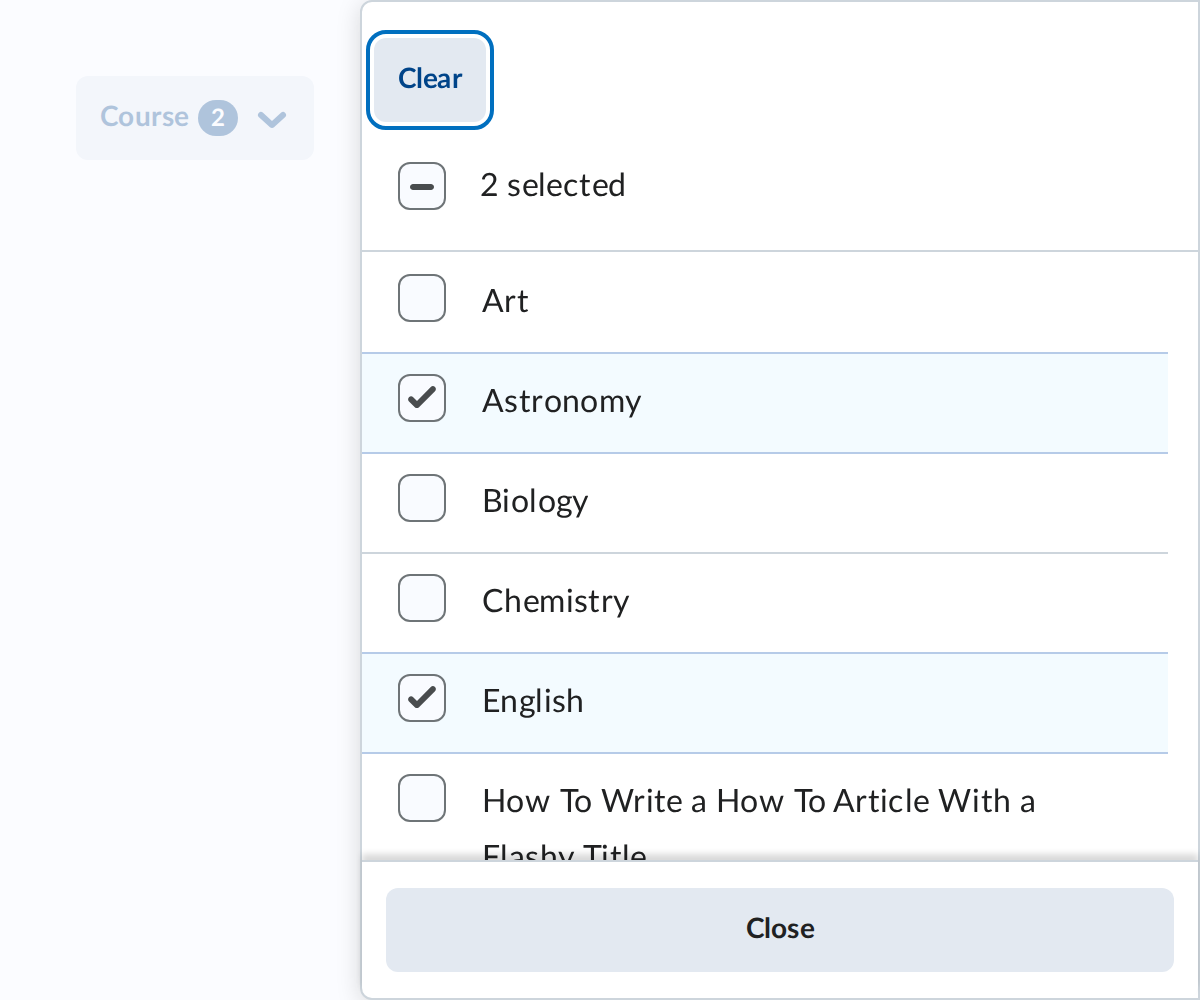 Clear
Course 2
2 selected
Art
Astronomy
Biology
Chemistry
English
How To Write a How To Article With a
Flashy Title
Close